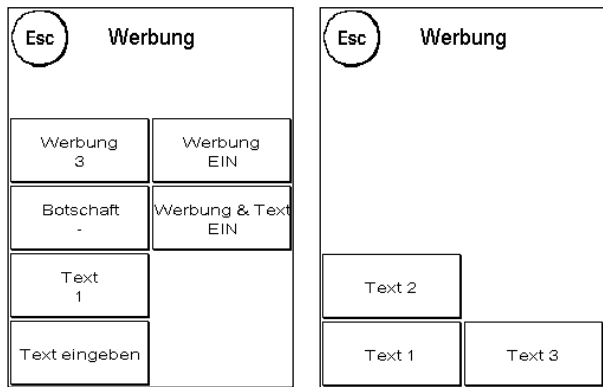 Esc Werbung
Werbung
3
Werbung
EIN
Botschaft
-
Werbung & Text
EIN
Text
1
Text eingeben
Esc Werbung
Text 2
Text 1
Text 3